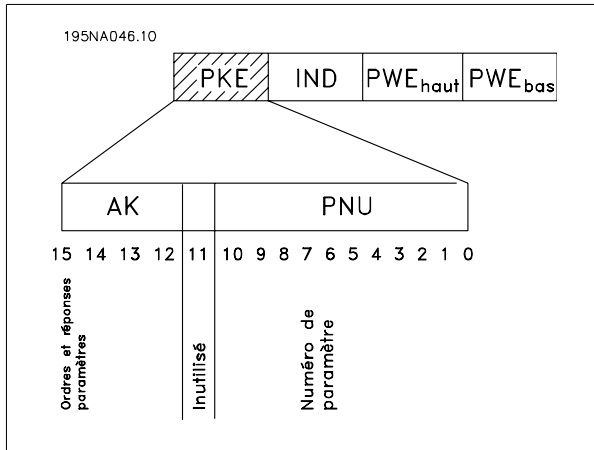 195NA046.10
PKE IND PWEhaut PWEbas
AK PNU
15 14 13 12 11 10 9 8 7 6 5 4 3 2 1 0
Ordres et réponses
paramètres
Inutilisé
Numéro de
paramètre